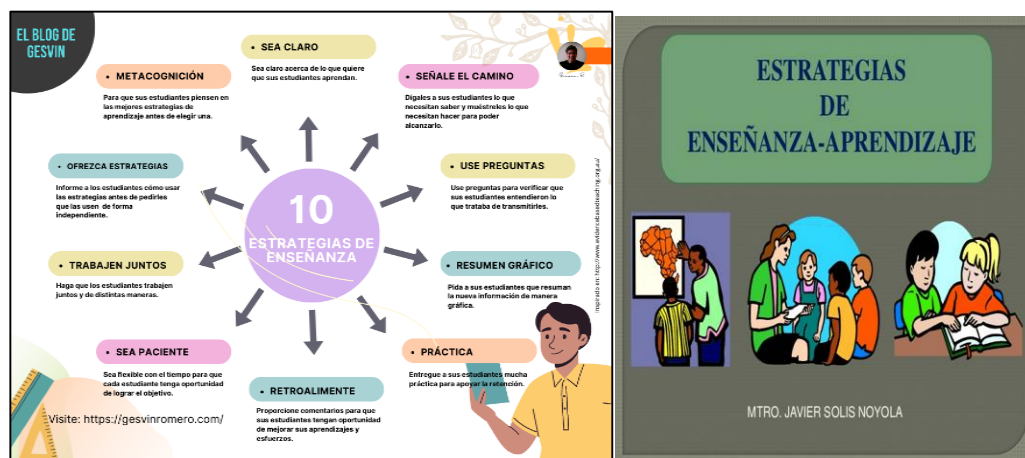 EL BLOG DE
GESVIN
• SEA CLARO
Sea claro acerca de lo que quiere
que sus estudiantes aprendan.
• METACOGNICIÓN
Para que sus estudiantes piensen en
las mejores estrategias de
aprendizaje antes de elegir una.
• SEÑALE EL CAMINO
Dígales a sus estudiantes lo que
necesitan saber y muéstreles lo que
necesitan hacer para poder
alcanzarlo.
• OFREZCA ESTRATEGIAS
Informe a los estudiantes cómo usar
las estrategias antes de pedirles
que las usen de forma
independiente.
• USE PREGUNTAS
Use preguntas para verificar que
sus estudiantes entendieron lo
que trataba de transmitirles.
10
ESTRATEGIAS DE
ENSEÑANZA
• TRABAJEN JUNTOS
Haga que los estudiantes trabajen
juntos y de distintas maneras.
• RESUMEN GRÁFICO
Pida a sus estudiantes que resuman
la nueva información de manera
gráfica.
• SEA PACIENTE
Sea flexible con el tiempo para que
cada estudiante tenga oportunidad
de lograr el objetivo.
• PRÁCTICA
Entregue a sus estudiantes mucha
práctica para apoyar la retención.
• RETROALIMENTE
Proporcione comentarios para que
sus estudiantes tengan oportunidad
de mejorar sus aprendizajes y
esfuerzos.
Visite: https://gesvinromero.com/
Inspirado en: http://www.evidencebasedteaching.org.au/
ESTRATEGIAS
DE
ENSEÑANZA-APRENDIZAJE
MTRO. JAVIER SOLIS NOYOLA